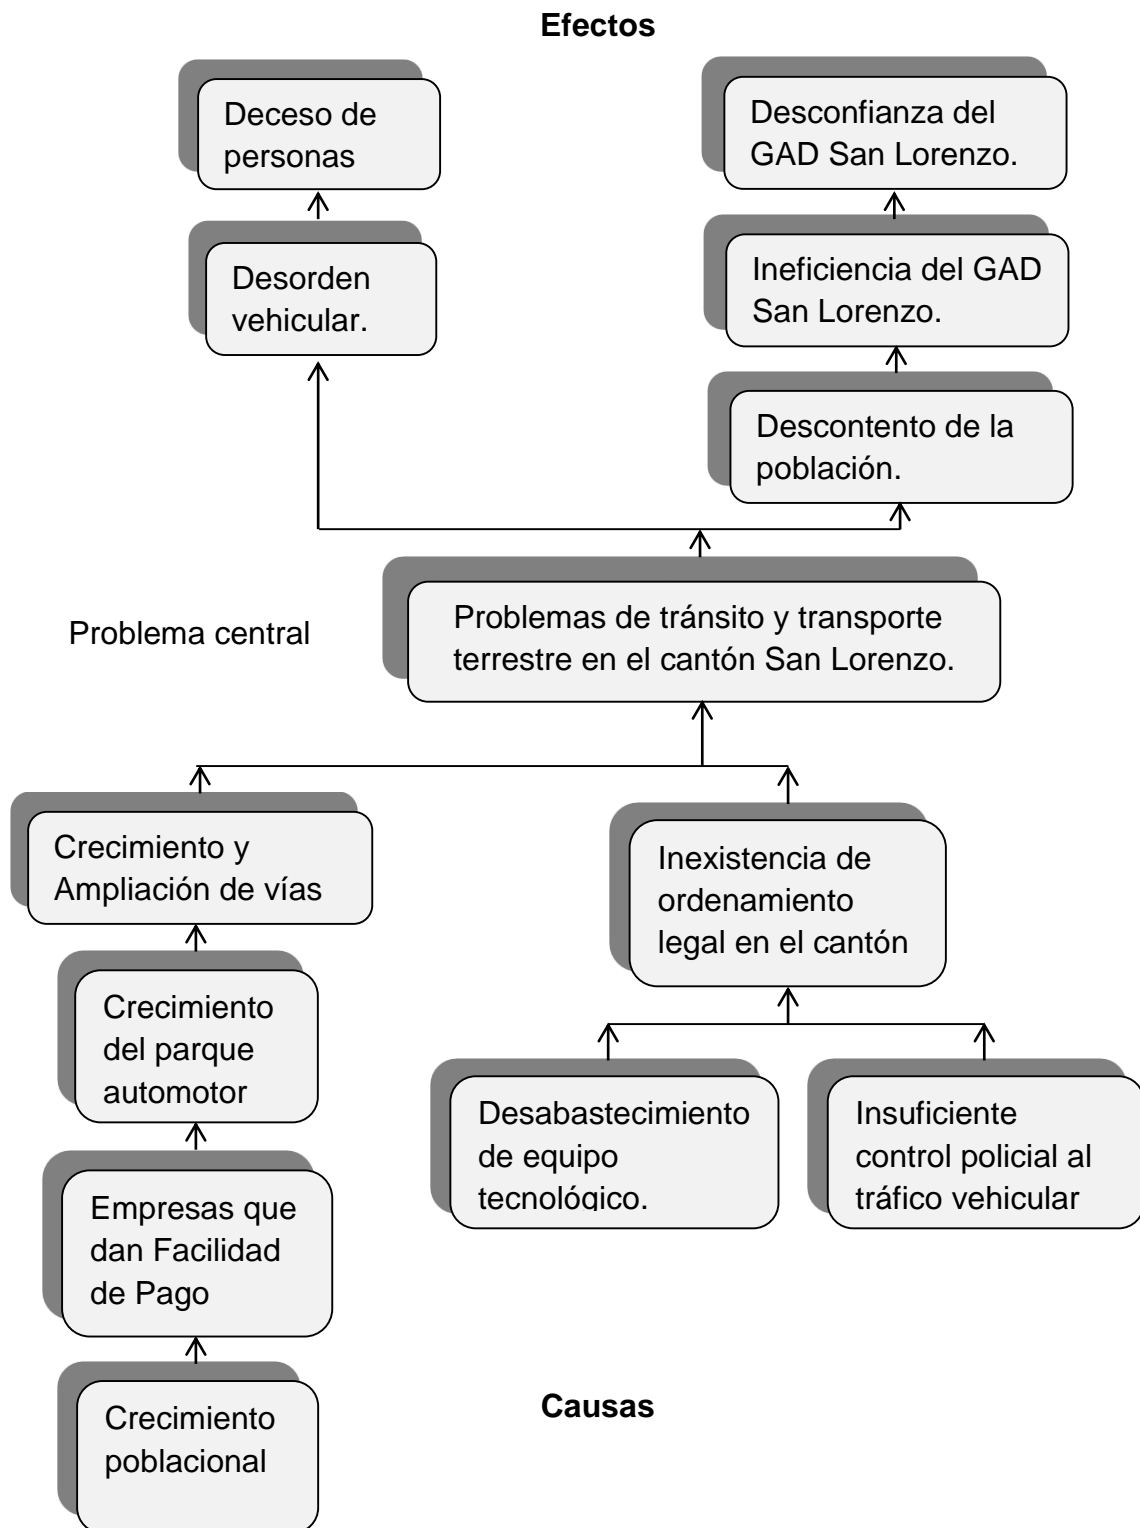 Efectos
Deceso de
personas
Desconfianza del
GAD San Lorenzo.
Desorden
vehicular.
Ineficiencia del GAD
San Lorenzo.
Descontento de la
población.
Problema central
Problemas de tránsito y transporte
terrestre en el cantón San Lorenzo.
Crecimiento y
Ampliación de vías
Inexistencia de
ordenamiento
legal en el cantón
Crecimiento
del parque
automotor
Desabastecimiento
de equipo
tecnológico.
Insuficiente
control policial al
tráfico vehicular
Empresas que
dan Facilidad
de Pago
Crecimiento
poblacional
Causas